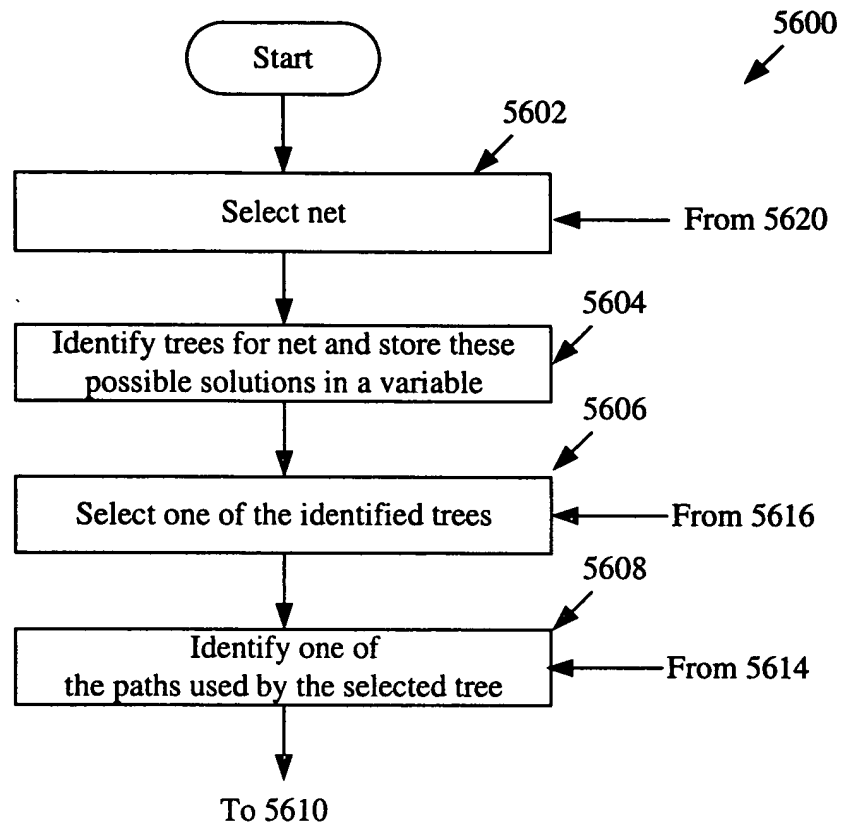 5600
Start
5602
Select net
From 5620
5604
Identify trees for net and store these
possible solutions in a variable
5606
Select one of the identified trees
From 5616
5608
Identify one of
the paths used by the selected tree
From 5614
To 5610